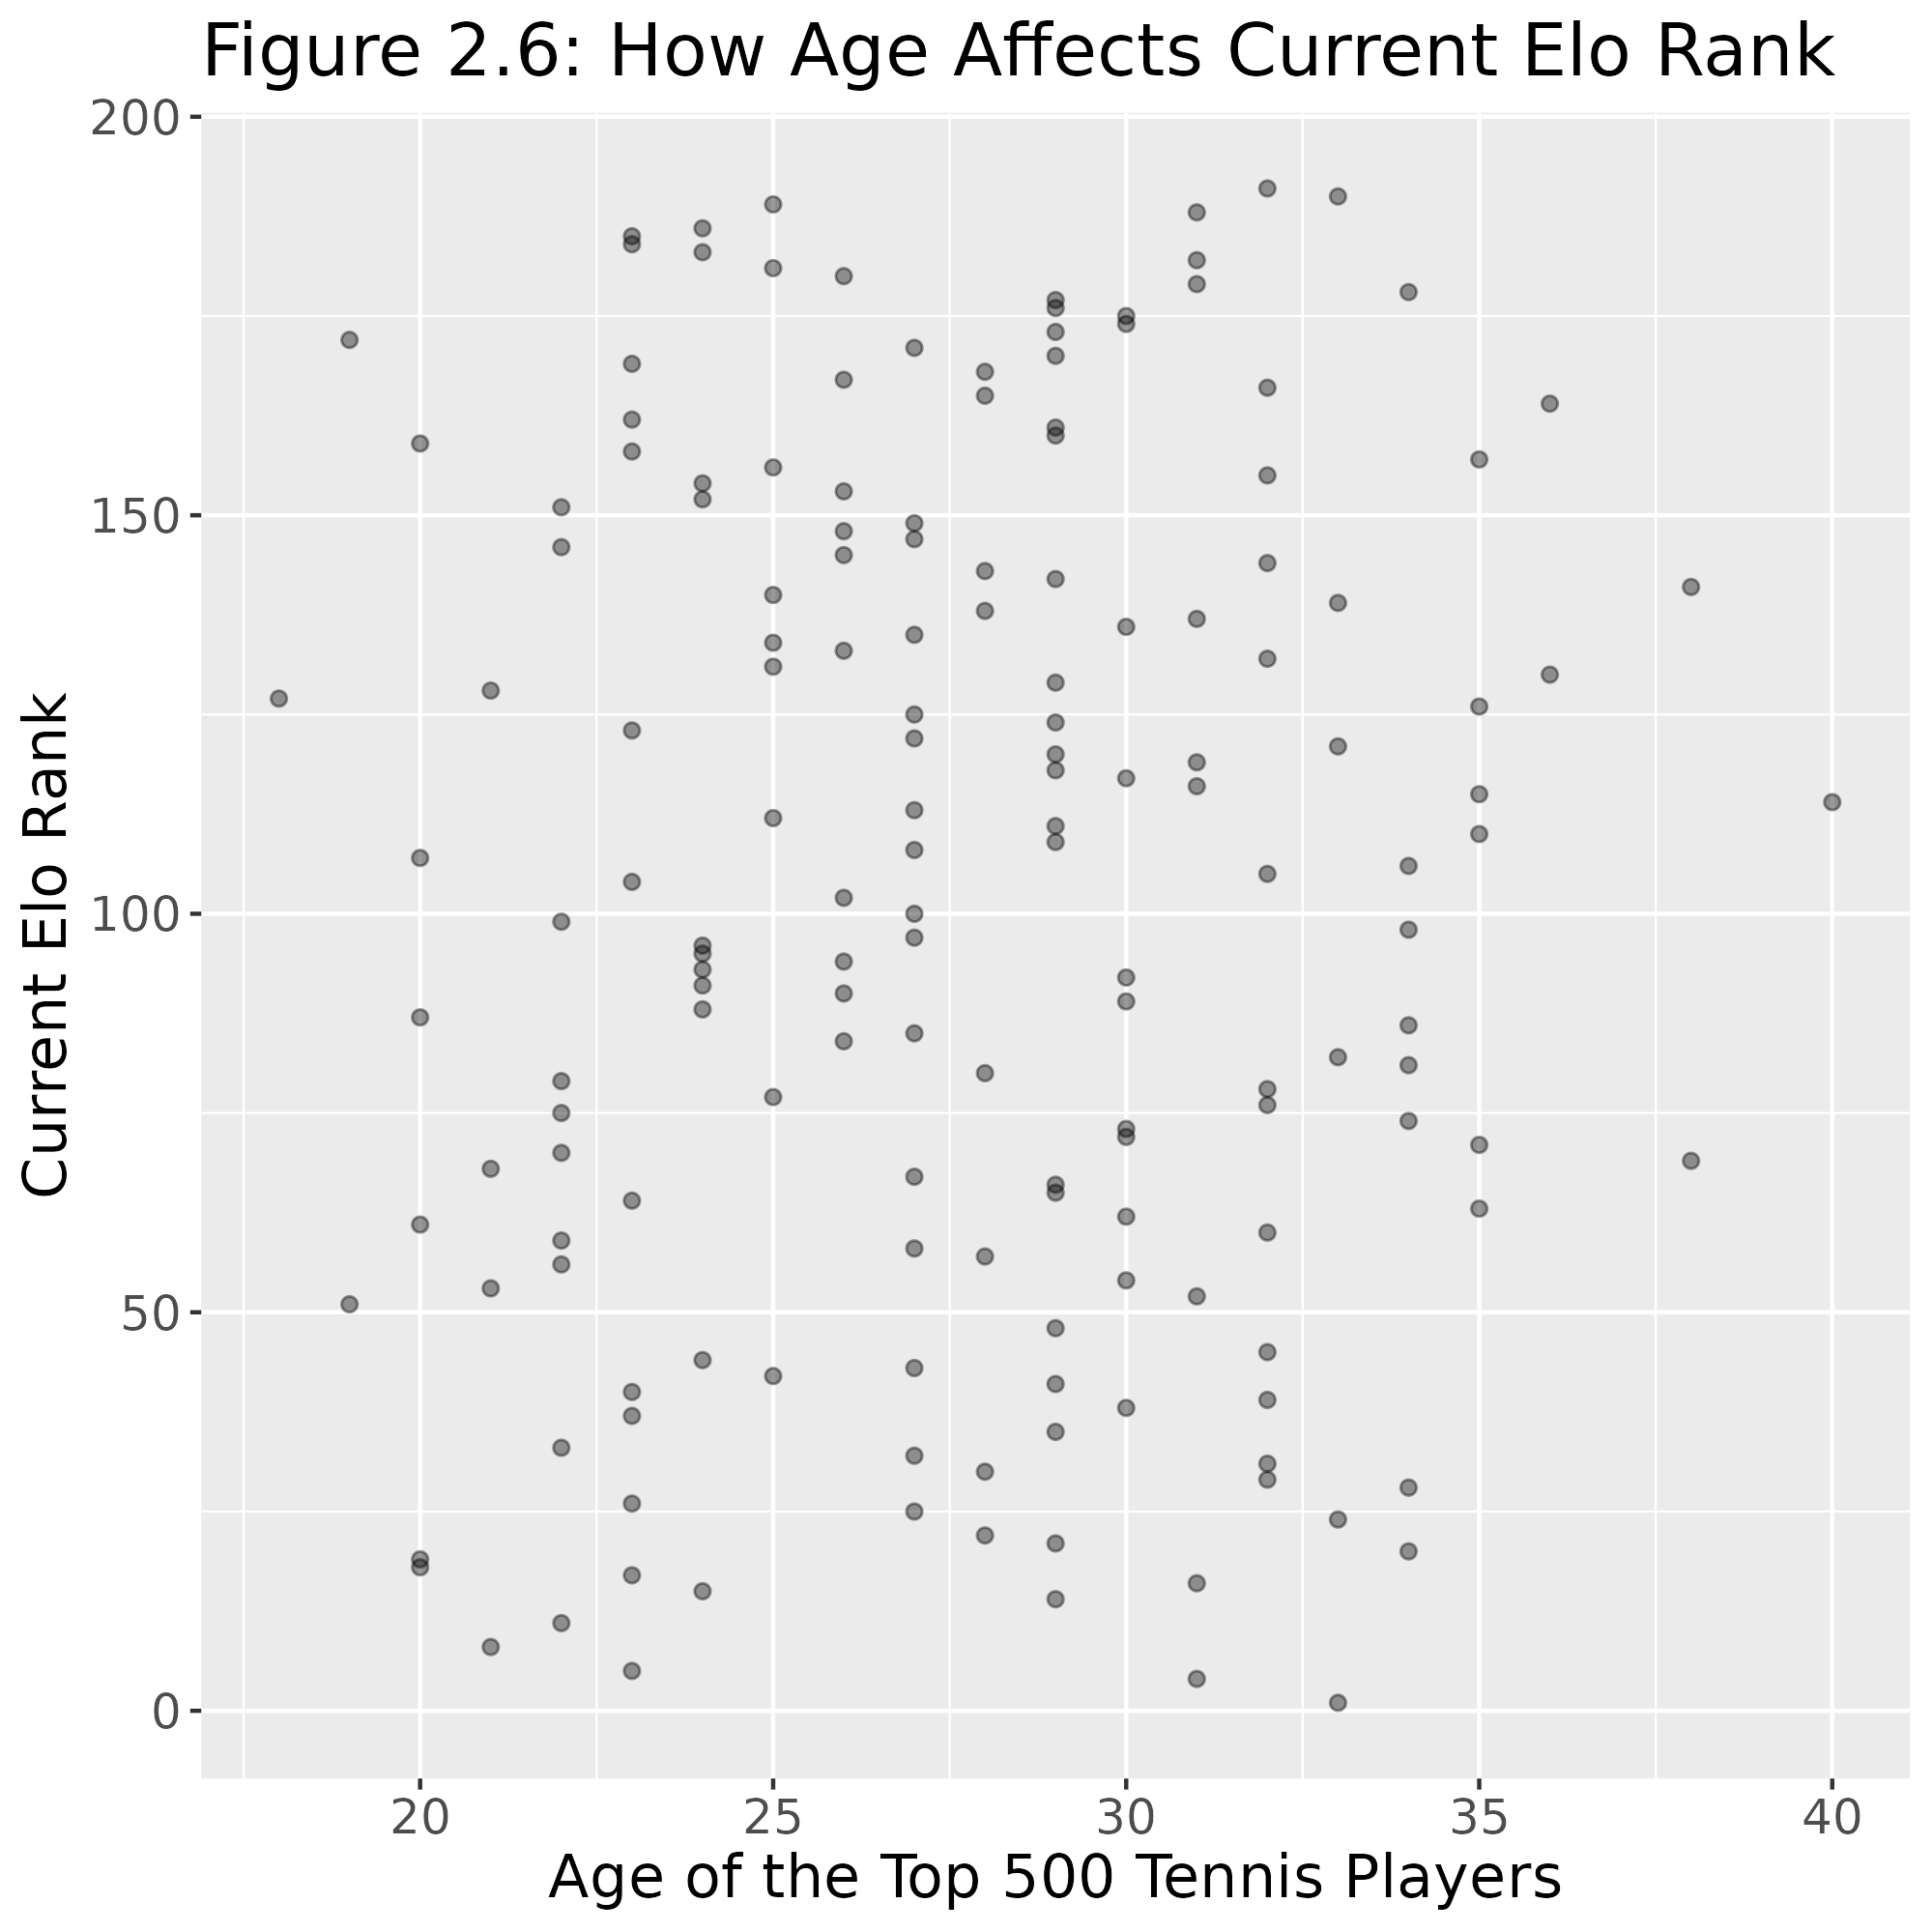 Figure 2.6: How Age Affects Current Elo Rank
200
150
100
50
0
Current Elo Rank
20 25 30 35 40
Age of the Top 500 Tennis Players